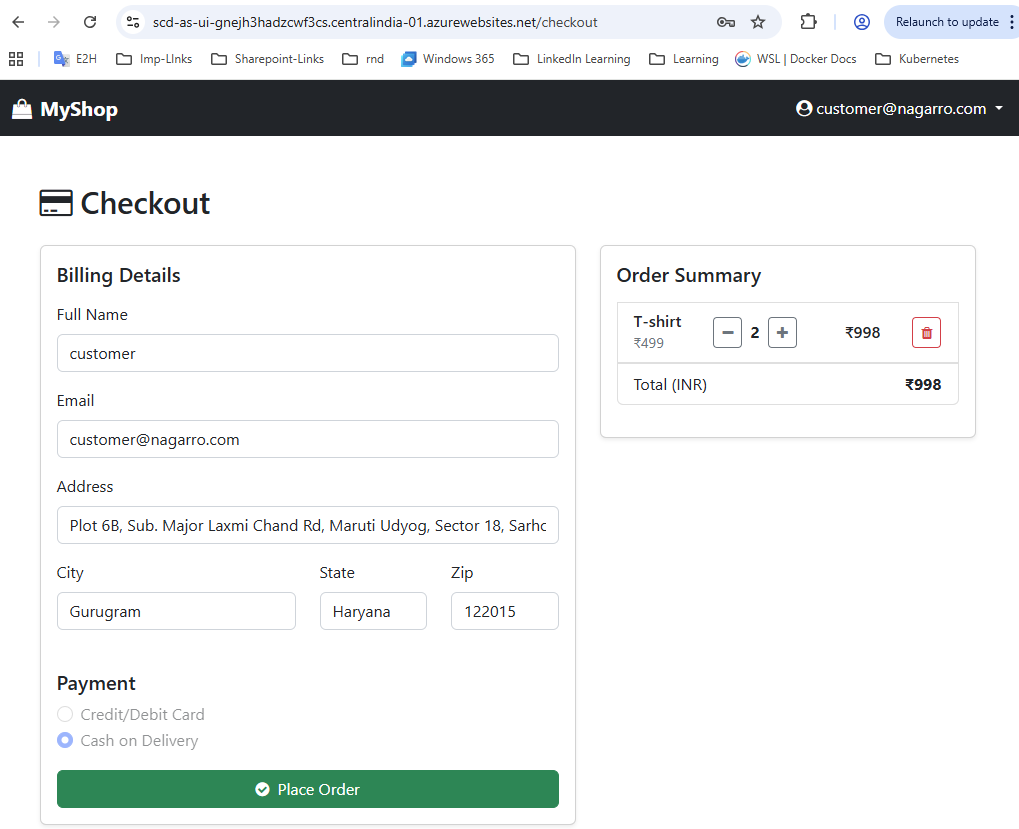 scd-as-ui-gnejh3hadzcwf3cs.centralindia-01.azurewebsites.net/checkout
Relaunch to update
E2H
Imp-LInks
Sharepoint-Links
rnd
Windows 365
LinkedIn Learning
Learning
WSL | Docker Docs
Kubernetes
MyShop
customer@nagarro.com
Checkout
Billing Details
Full Name
customer
Email
customer@nagarro.com
Address
Plot 6B, Sub. Major Laxmi Chand Rd, Maruti Udyog, Sector 18, Sarhc
City State Zip
Gurugram Haryana 122015
Payment
Credit/Debit Card
Cash on Delivery
Place Order
Order Summary
T-shirt
₹499
2
₹998
Total (INR) ₹998